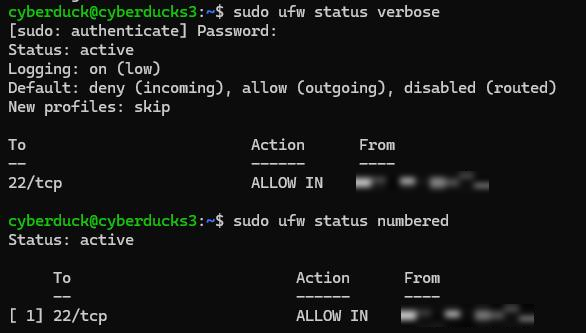 cyberduck@cyberducks3:~$ sudo ufw status verbose
[sudo: authenticate] Password:
Status: active
Logging: on (low)
Default: deny (incoming), allow (outgoing), disabled (routed)
New profiles: skip
To Action From
-- ------ ----
22/tcp ALLOW IN
cyberduck@cyberducks3:~$ sudo ufw status numbered
Status: active
To Action From
-- ------ ----
[ 1] 22/tcp ALLOW IN